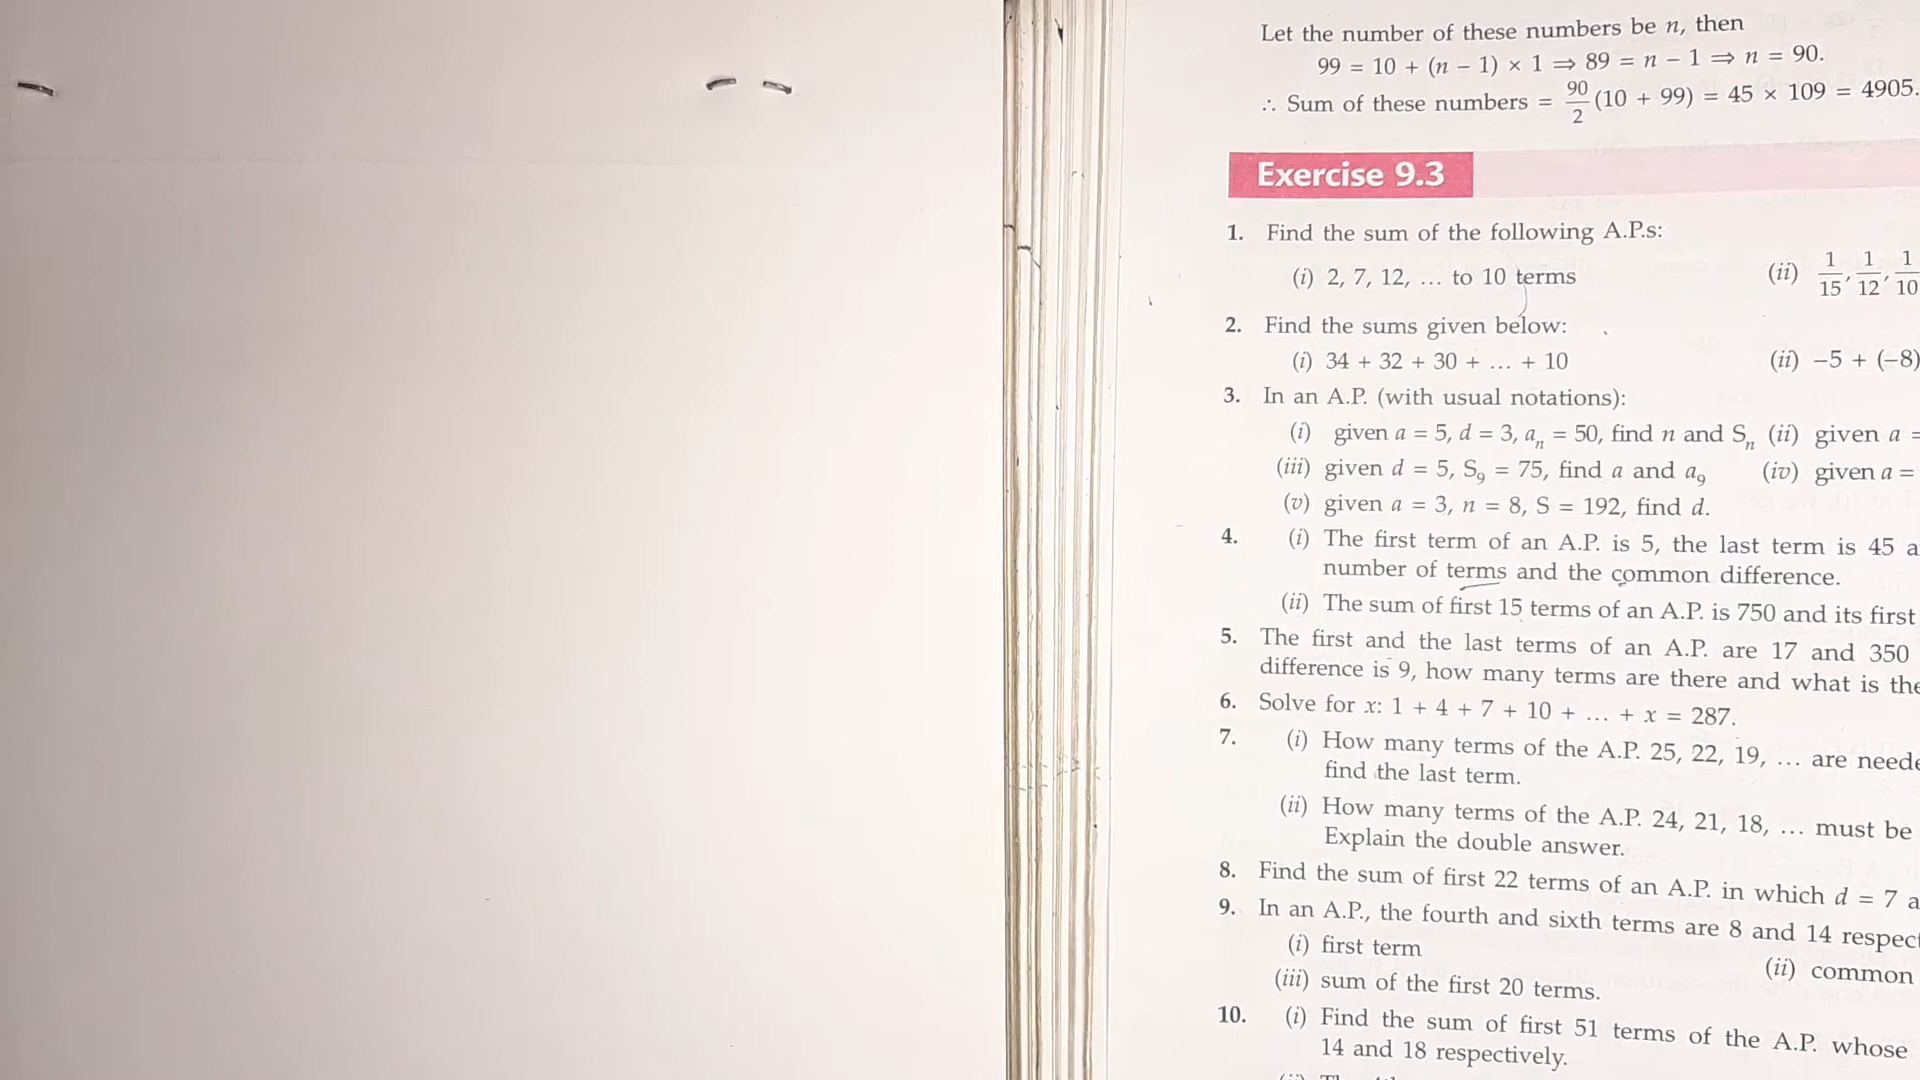 Let the number of these numbers be n, then
99 = 10 + (n − 1) × 1 ⇒ 89 = n − 1 ⇒ n = 90.
∴ Sum of these numbers = 90/2 (10 + 99) = 45 × 109 = 4905.
Exercise 9.3
1. Find the sum of the following A.P.s:
(i) 2, 7, 12, ... to 10 terms (ii) 1/15, 1/12, 1/10
2. Find the sums given below:
(i) 34 + 32 + 30 + ... + 10 (ii) −5 + (−8)
3. In an A.P. (with usual notations):
(i) given a = 5, d = 3, aₙ = 50, find n and Sₙ (ii) given a =
(iii) given d = 5, S₉ = 75, find a and a₉ (iv) given a =
(v) given a = 3, n = 8, S = 192, find d.
4. (i) The first term of an A.P. is 5, the last term is 45
number of terms and the common difference.
(ii) The sum of first 15 terms of an A.P. is 750 and its first
5. The first and the last terms of an A.P. are 17 and 350
difference is 9, how many terms are there and what is the
6. Solve for x: 1 + 4 + 7 + 10 + ... + x = 287.
7. (i) How many terms of the A.P. 25, 22, 19, ... are neede
find the last term.
(ii) How many terms of the A.P. 24, 21, 18, ... must be
Explain the double answer.
8. Find the sum of first 22 terms of an A.P. in which d = 7 a
9. In an A.P., the fourth and sixth terms are 8 and 14 respect
(i) first term (ii) common
(iii) sum of the first 20 terms.
10. (i) Find the sum of first 51 terms of the A.P. whose
14 and 18 respectively.